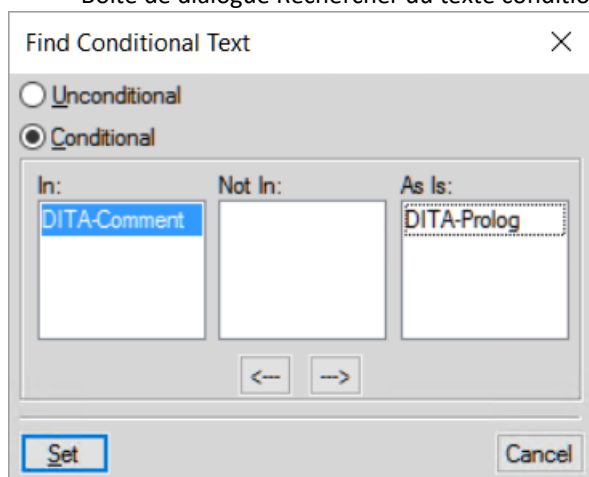 Boîte de dialogue Rechercher du texte conditio
Find Conditional Text
Unconditional
Conditional
In: Not In: As Is:
DITA-Comment DITA-Prolog
<--- --->
Set Cancel